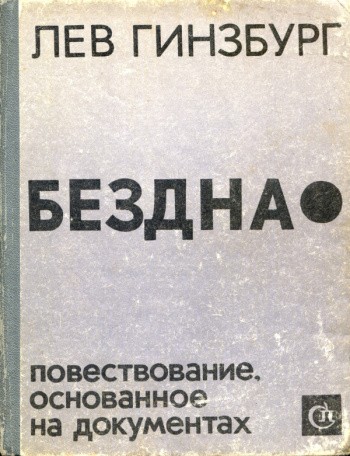 ЛЕВ ГИНЗБУРГ
БЕЗДНА
повествование,
основанное
на документах